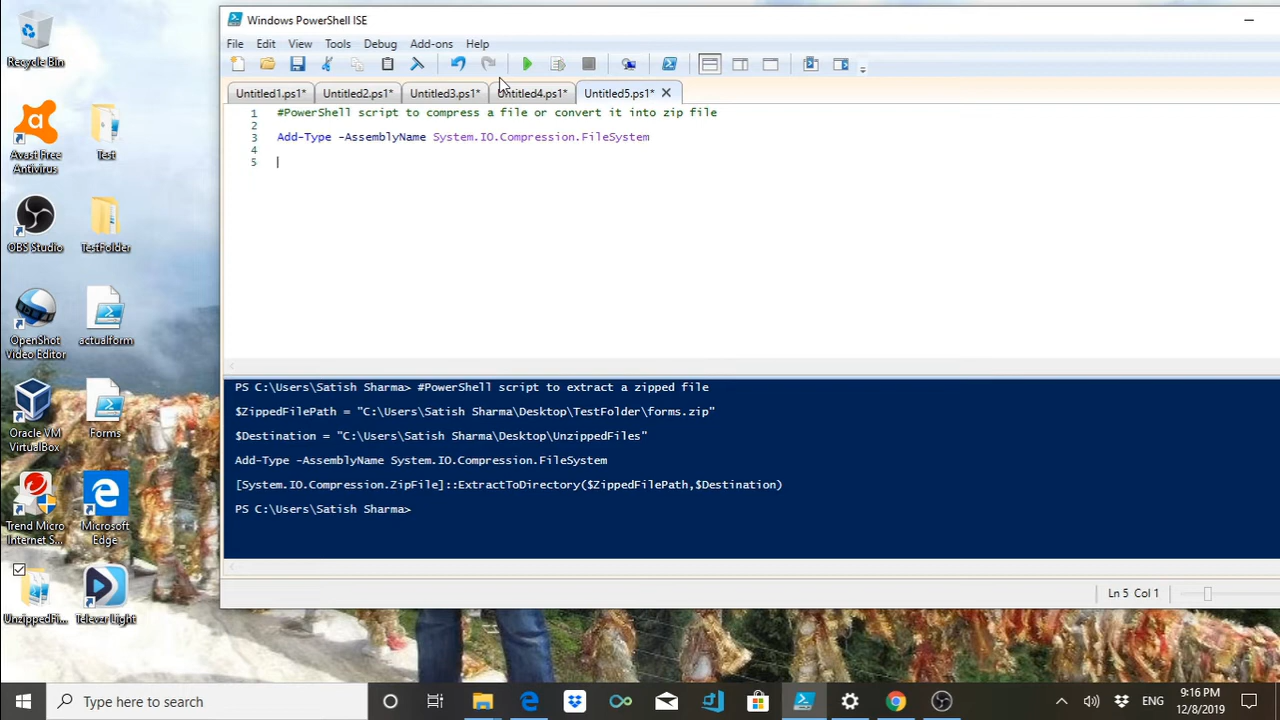 Windows PowerShell ISE
File Edit View Tools Debug Add-ons Help
Untitled1.ps1* Untitled2.ps1* Untitled3.ps1* Untitled4.ps1* Untitled5.ps1*
1 #PowerShell script to compress a file or convert it into zip file
2
3 Add-Type -AssemblyName System.IO.Compression.FileSystem
4
5
PS C:\Users\Satish Sharma> #PowerShell script to extract a zipped file
$ZippedFilePath = "C:\Users\Satish Sharma\Desktop\TestFolder\forms.zip"
$Destination = "C:\Users\Satish Sharma\Desktop\UnzippedFiles"
Add-Type -AssemblyName System.IO.Compression.FileSystem
[System.IO.Compression.ZipFile]::ExtractToDirectory($ZippedFilePath,$Destination)
PS C:\Users\Satish Sharma>
Ln 5 Col 1
Recycle Bin
Avast Free
Antivirus
Test
OBS Studio
TestFolder
OpenShot
Video Editor
actualform
Oracle VM
VirtualBox
Forms
Trend Micro
Internet S...
Microsoft
Edge
UnzippedFi...
Televzr Light
Type here to search
ENG
9:16 PM
12/8/2019